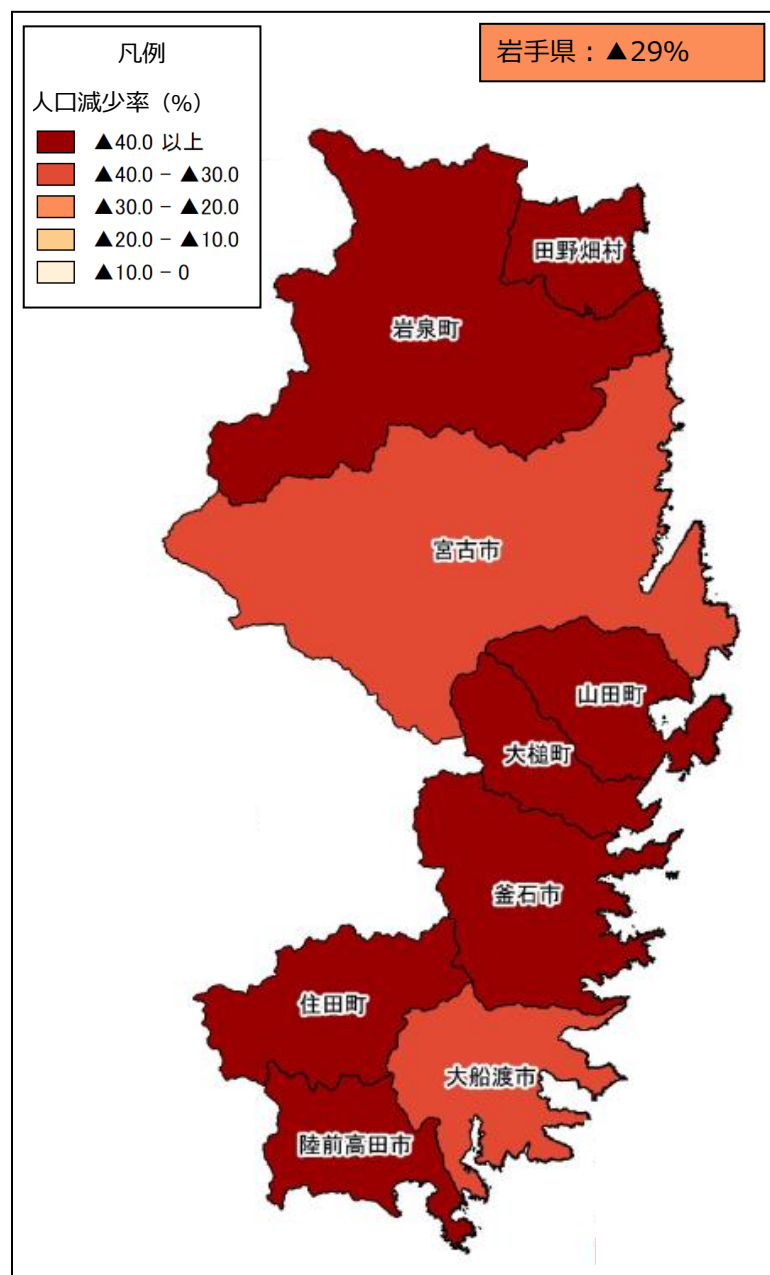 凡例
岩手県：▲29%
人口減少率（%）
▲40.0 以上
▲40.0 − ▲30.0
▲30.0 − ▲20.0
▲20.0 − ▲10.0
▲10.0 − 0
田野畑村
岩泉町
宮古市
山田町
大槌町
釜石市
住田町
大船渡市
陸前高田市